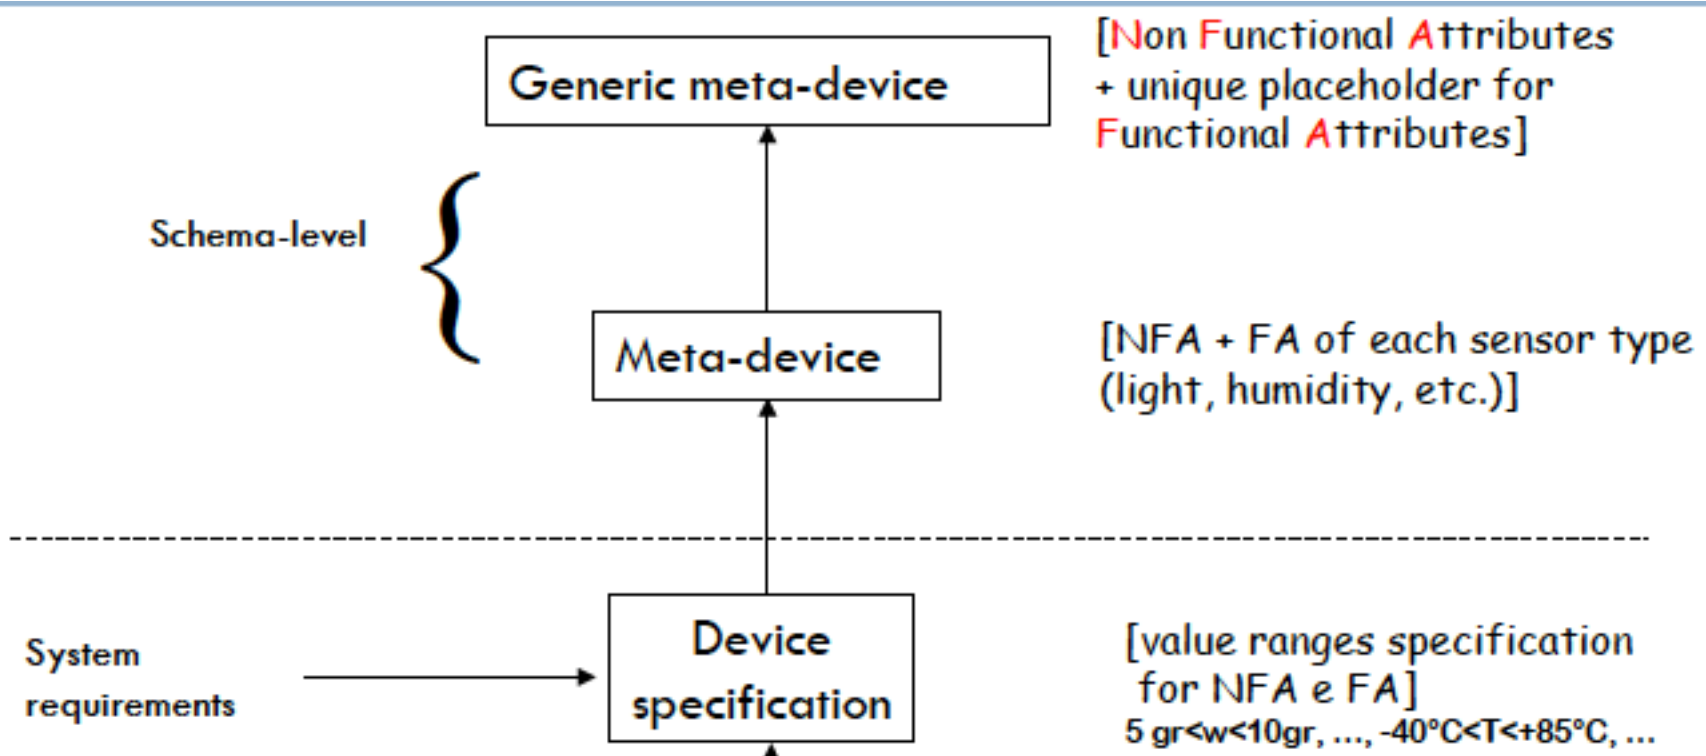 Generic meta-device
[Non Functional Attributes
+ unique placeholder for
Functional Attributes]
Schema-level
Meta-device
[NFA + FA of each sensor type
(light, humidity, etc.)]
System
requirements
Device
specification
[value ranges specification
for NFA e FA]
5 gr<w<10gr, ..., -40°C<T<+85°C, ...